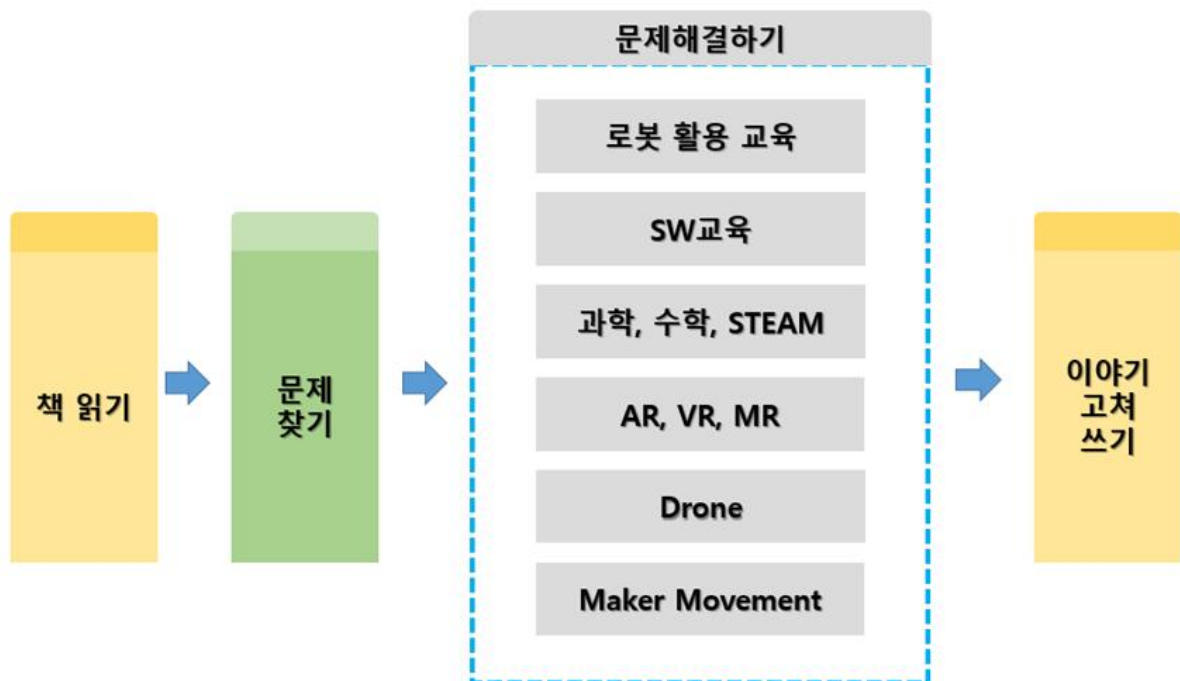 책 읽기
문제
찾기
문제해결하기
로봇 활용 교육
SW교육
과학, 수학, STEAM
AR, VR, MR
Drone
Maker Movement
이야기
고쳐
쓰기